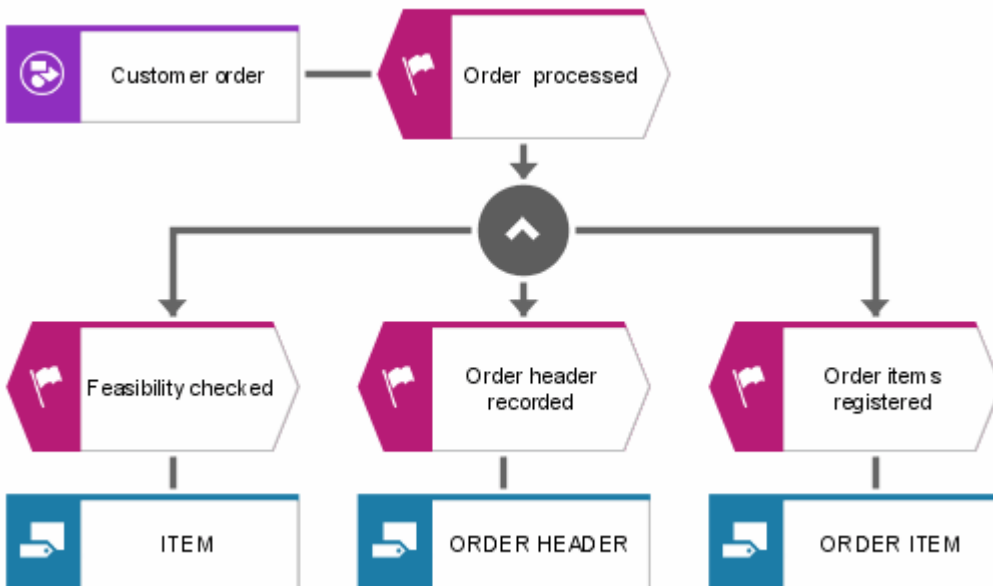 Customer order
Order processed
Feasibility checked
Order header
recorded
Order items
registered
ITEM
ORDER HEADER
ORDER ITEM